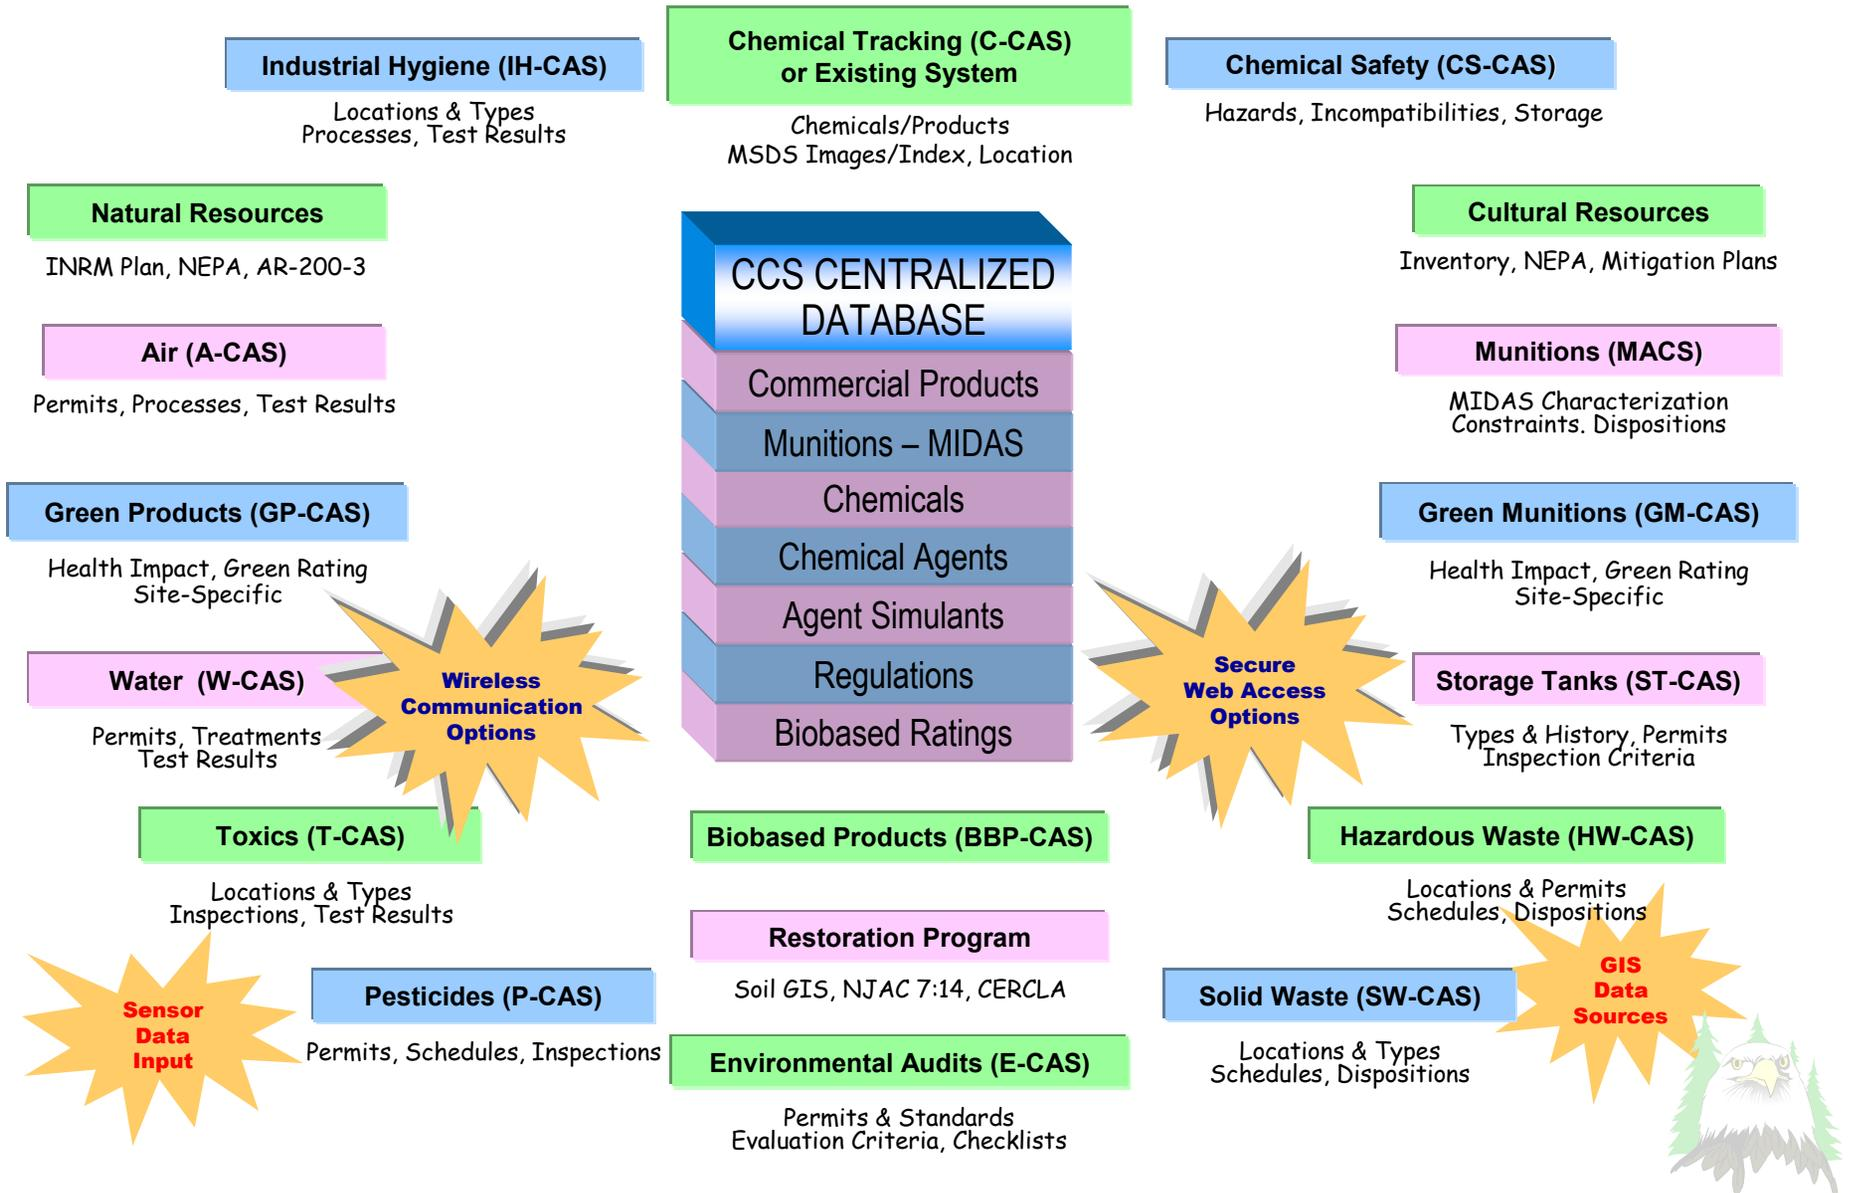 Industrial Hygiene (IH-CAS)
Locations & Types
Processes, Test Results
Chemical Tracking (C-CAS)
or Existing System
Chemicals/Products
MSDS Images/Index, Location
Chemical Safety (CS-CAS)
Hazards, Incompatibilities, Storage
Natural Resources
INRM Plan, NEPA, AR-200-3
Cultural Resources
Inventory, NEPA, Mitigation Plans
Air (A-CAS)
Permits, Processes, Test Results
Munitions (MACS)
MIDAS Characterization
Constraints. Dispositions
CCS CENTRALIZED
DATABASE
Commercial Products
Munitions – MIDAS
Chemicals
Chemical Agents
Agent Simulants
Regulations
Biobased Ratings
Green Products (GP-CAS)
Health Impact, Green Rating
Site-Specific
Green Munitions (GM-CAS)
Health Impact, Green Rating
Site-Specific
Water (W-CAS)
Permits, Treatments
Test Results
Wireless
Communication
Options
Secure
Web Access
Options
Storage Tanks (ST-CAS)
Types & History, Permits
Inspection Criteria
Toxics (T-CAS)
Locations & Types
Inspections, Test Results
Biobased Products (BBP-CAS)
Hazardous Waste (HW-CAS)
Locations & Permits
Schedules, Dispositions
Restoration Program
Soil GIS, NJAC 7:14, CERCLA
Sensor
Data
Input
Pesticides (P-CAS)
Permits, Schedules, Inspections
Solid Waste (SW-CAS)
Locations & Types
Schedules, Dispositions
GIS
Data
Sources
Environmental Audits (E-CAS)
Permits & Standards
Evaluation Criteria, Checklists